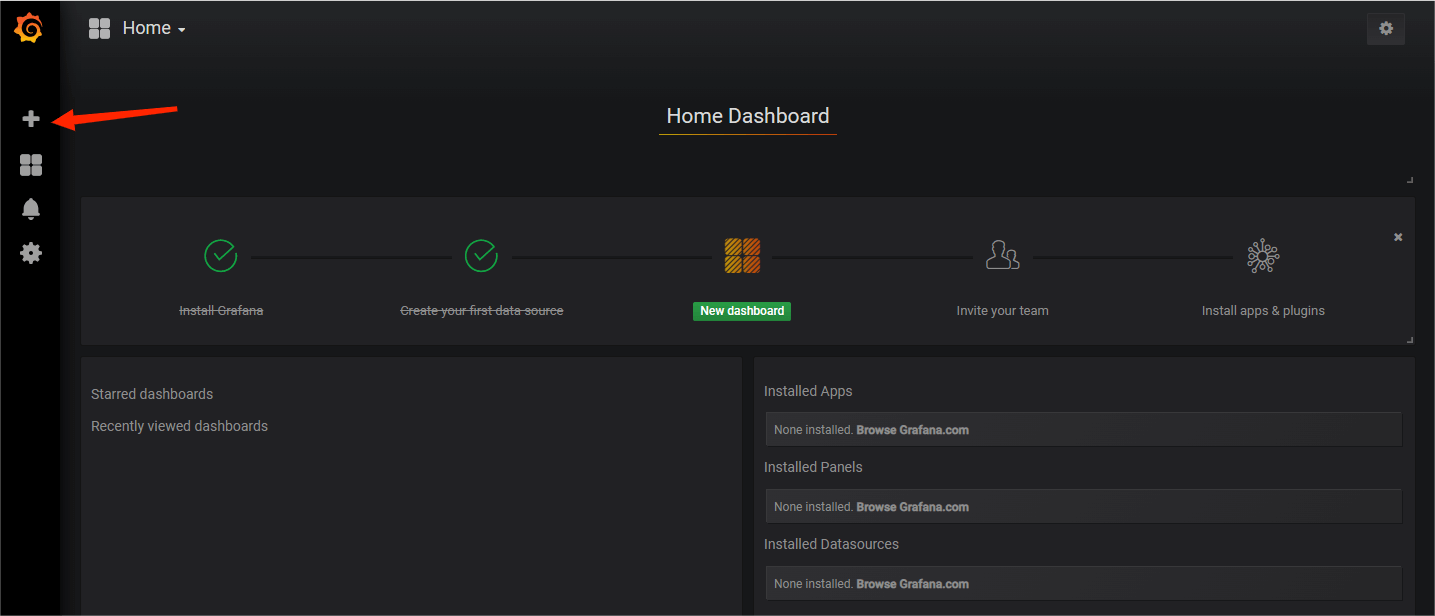 Home
Home Dashboard
Install Grafana
Create your first data source
New dashboard
Invite your team
Install apps & plugins
Starred dashboards
Recently viewed dashboards
Installed Apps
None installed. Browse Grafana.com
Installed Panels
None installed. Browse Grafana.com
Installed Datasources
None installed. Browse Grafana.com